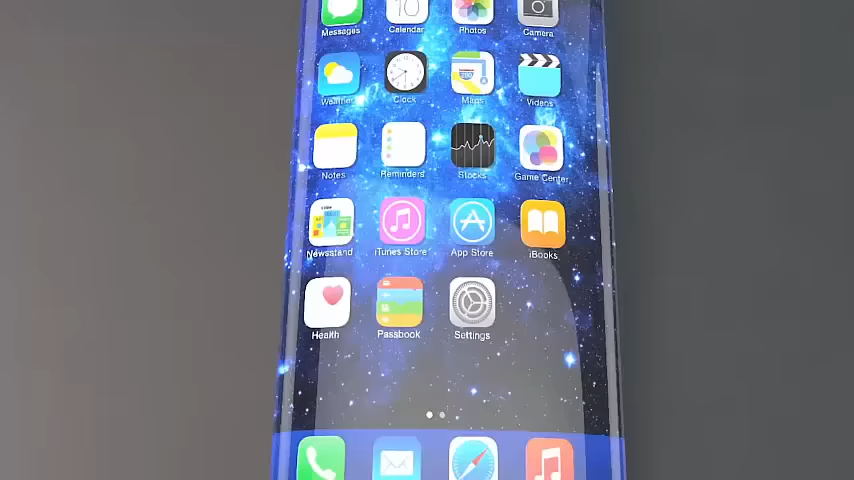 10
Messages Calendar Photos Camera
Weather Clock Maps Videos
280
Notes Reminders Stocks Game Center
Newsstand iTunes Store App Store iBooks
Health Passbook Settings